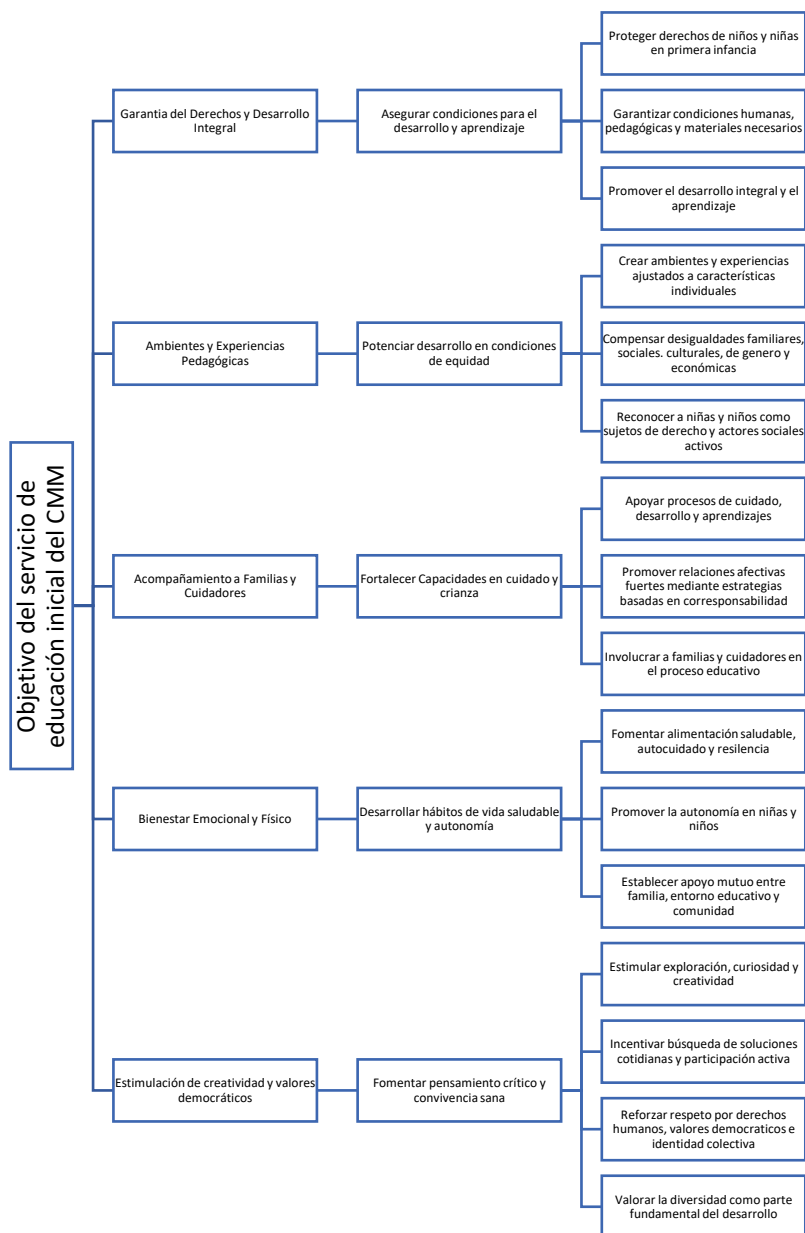 Objetivo del servicio de
educación inicial del CMM
Garantia del Derechos y Desarrollo
Integral
Asegurar condiciones para el
desarrollo y aprendizaje
Proteger derechos de niños y niñas
en primera infancia
Garantizar condiciones humanas,
pedagógicas y materiales necesarios
Promover el desarrollo integral y el
aprendizaje
Ambientes y Experiencias
Pedagógicas
Potenciar desarrollo en condiciones
de equidad
Crear ambientes y experiencias
ajustados a características
individuales
Compensar desigualdades familiares,
sociales. culturales, de genero y
económicas
Reconocer a niñas y niños como
sujetos de derecho y actores sociales
activos
Acompañamiento a Familias y
Cuidadores
Fortalecer Capacidades en cuidado y
crianza
Apoyar procesos de cuidado,
desarrollo y aprendizajes
Promover relaciones afectivas
fuertes mediante estrategias
basadas en corresponsabilidad
Involucrar a familias y cuidadores en
el proceso educativo
Bienestar Emocional y Físico
Desarrollar hábitos de vida saludable
y autonomía
Fomentar alimentación saludable,
autocuidado y resilencia
Promover la autonomía en niñas y
niños
Establecer apoyo mutuo entre
familia, entorno educativo y
comunidad
Estimulación de creatividad y valores
democráticos
Fomentar pensamiento crítico y
convivencia sana
Estimular exploración, curiosidad y
creatividad
Incentivar búsqueda de soluciones
cotidianas y participación activa
Reforzar respeto por derechos
humanos, valores democraticos e
identidad colectiva
Valorar la diversidad como parte
fundamental del desarrollo